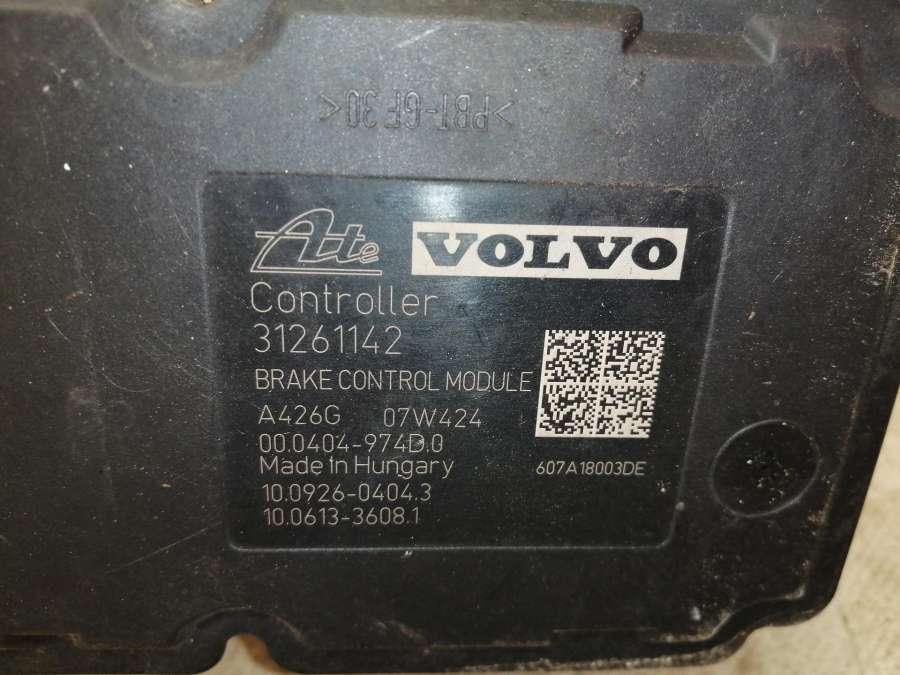 >PBT-GF30<
Ate VOLVO
Controller
31261142
BRAKE CONTROL MODULE
A426G 07W424
00.0404-974D.0
Made in Hungary
607A18003DE
10.0926-0404.3
10.0613-3608.1